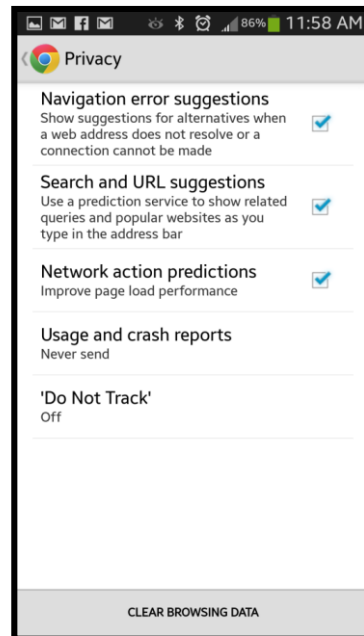 86% 11:58 AM
Privacy
Navigation error suggestions
Show suggestions for alternatives when
a web address does not resolve or a
connection cannot be made
Search and URL suggestions
Use a prediction service to show related
queries and popular websites as you
type in the address bar
Network action predictions
Improve page load performance
Usage and crash reports
Never send
'Do Not Track'
Off
CLEAR BROWSING DATA